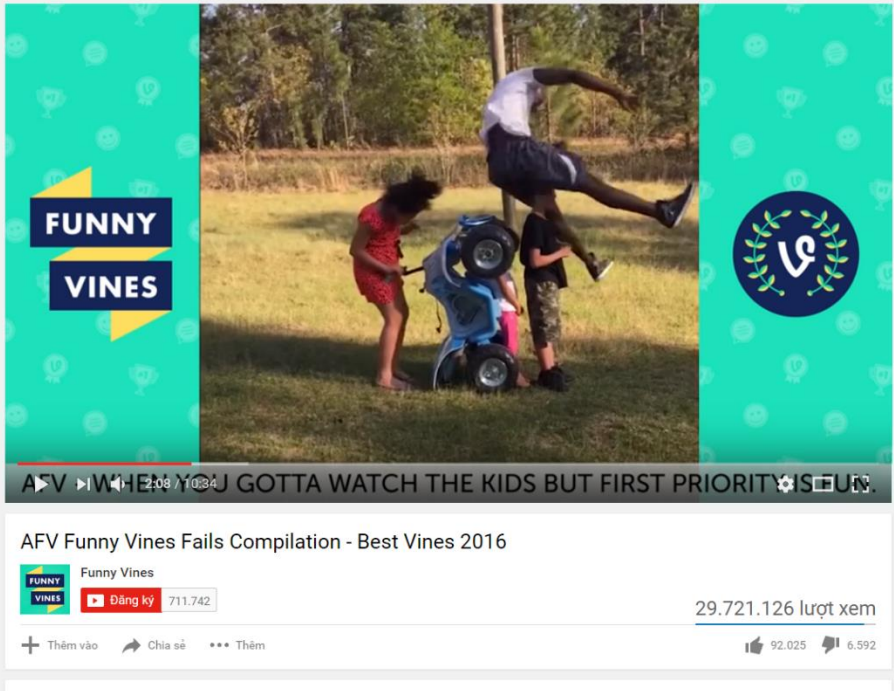 FUNNY
VINES
AFV - WHEN YOU GOTTA WATCH THE KIDS BUT FIRST PRIORITY IS FUN.
2:08 / 10:34
AFV Funny Vines Fails Compilation - Best Vines 2016
FUNNY
VINES
Funny Vines
Đăng ký 711.742
29.721.126 lượt xem
Thêm vào Chia sẻ Thêm 92.025 6.592